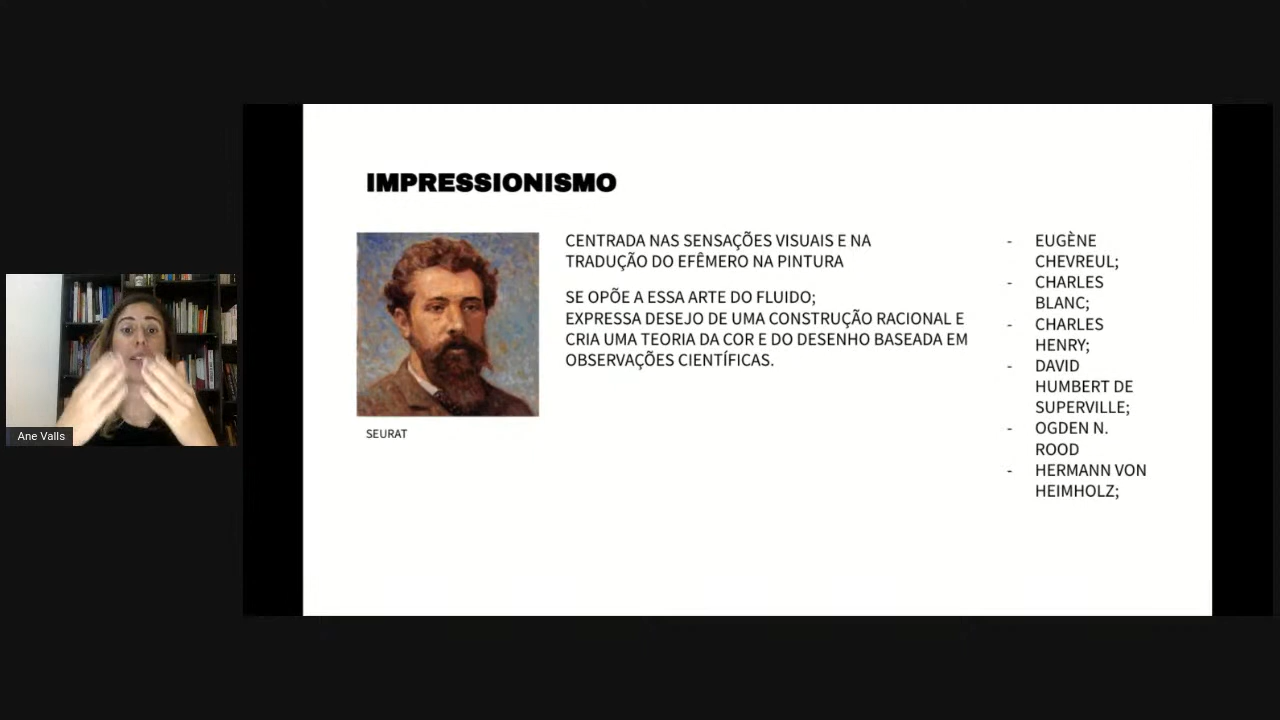 IMPRESSIONISMO
CENTRADA NAS SENSAÇÕES VISUAIS E NA
TRADUÇÃO DO EFÊMERO NA PINTURA
SE OPÕE A ESSA ARTE DO FLUIDO;
EXPRESSA DESEJO DE UMA CONSTRUÇÃO RACIONAL E
CRIA UMA TEORIA DA COR E DO DESENHO BASEADA EM
OBSERVAÇÕES CIENTÍFICAS.
SEURAT
- EUGÈNE
CHEVREUL;
- CHARLES
BLANC;
- CHARLES
HENRY;
- DAVID
HUMBERT DE
SUPERVILLE;
- OGDEN N.
ROOD
- HERMANN VON
HEIMHOLZ;
Ane Valls